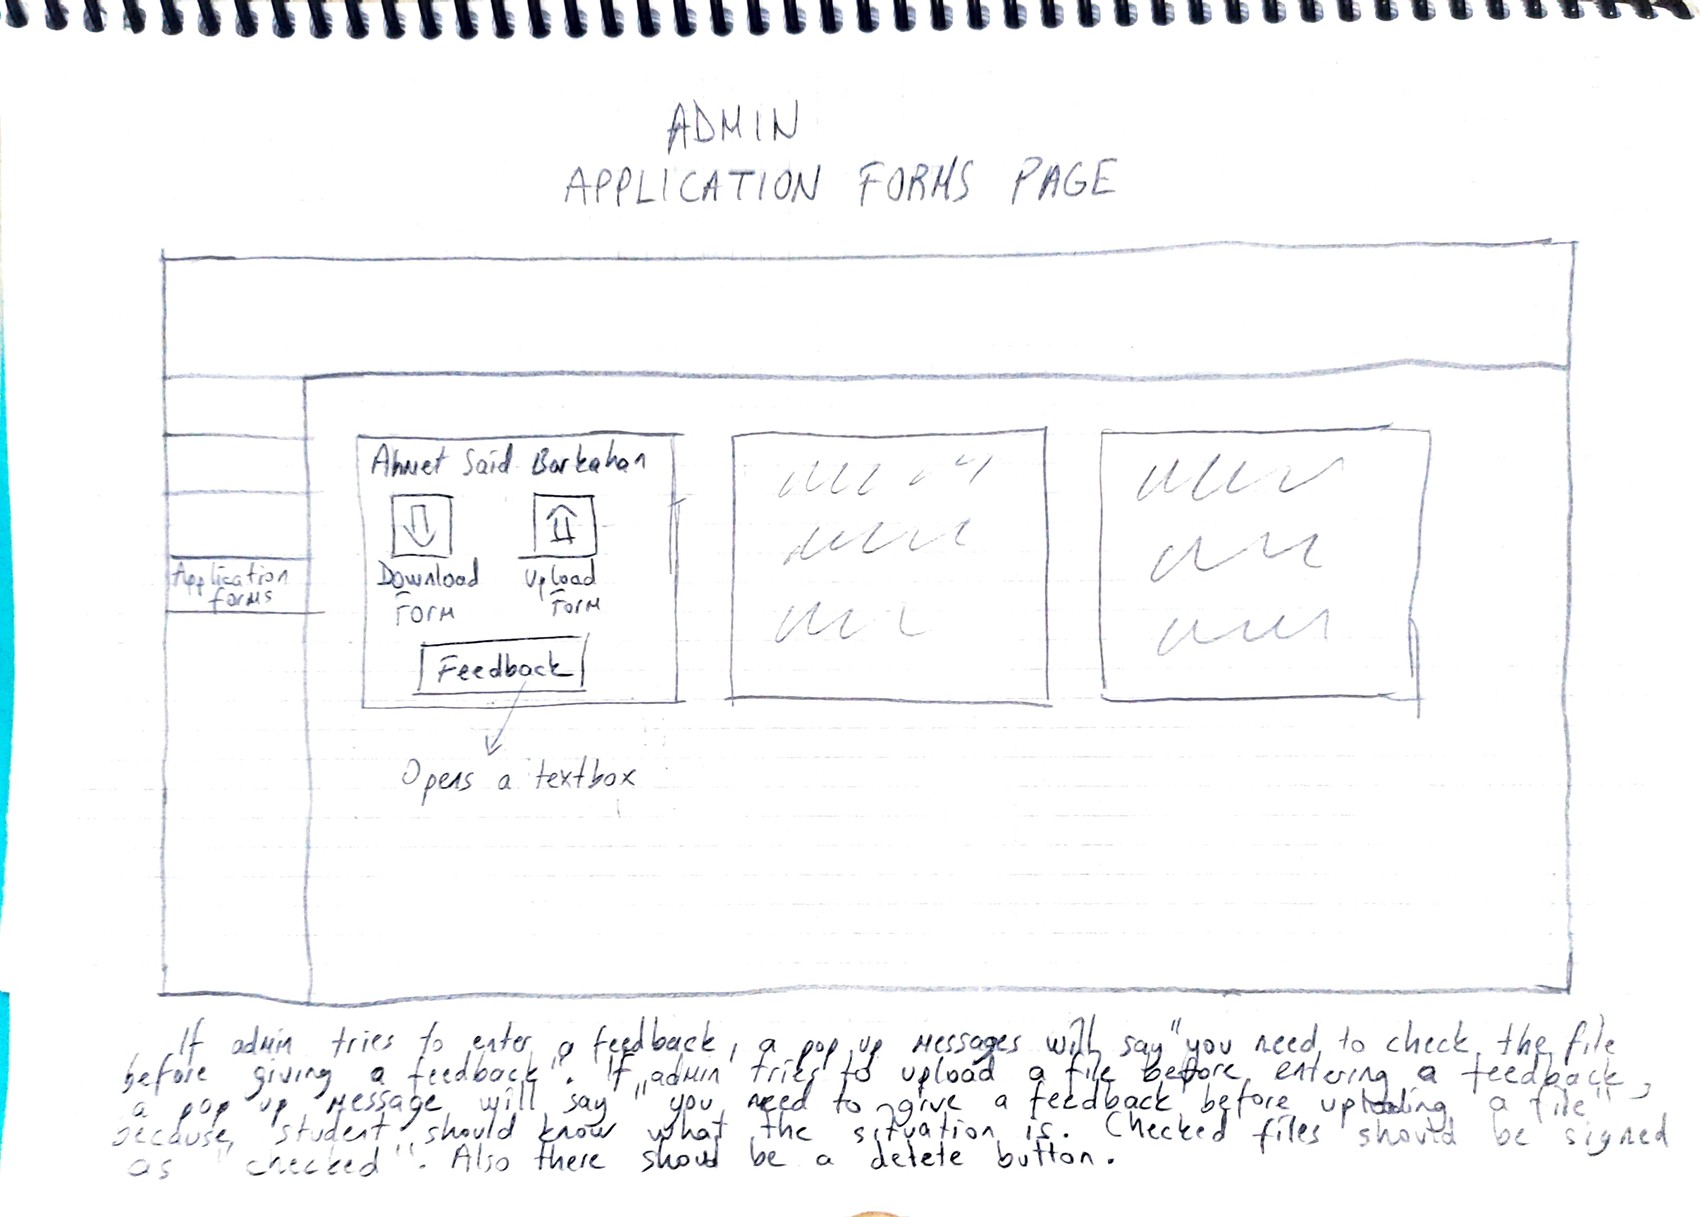 ADMIN
APPLICATION FORMS PAGE
Ahmet Said Barkahan
Download
Form
Upload
Form
Feedback
Application
forms
Opens a textbox
If admin tries to enter a feedback, a pop up messages will say "you need to check the file
before giving a feedback". If admin tries to upload a file before entering a feedback,
a pop up message will say "you need to give a feedback before uploading a file"
because, student should know what the situation is. Checked files should be signed
as "checked". Also there shoud be a delete button.